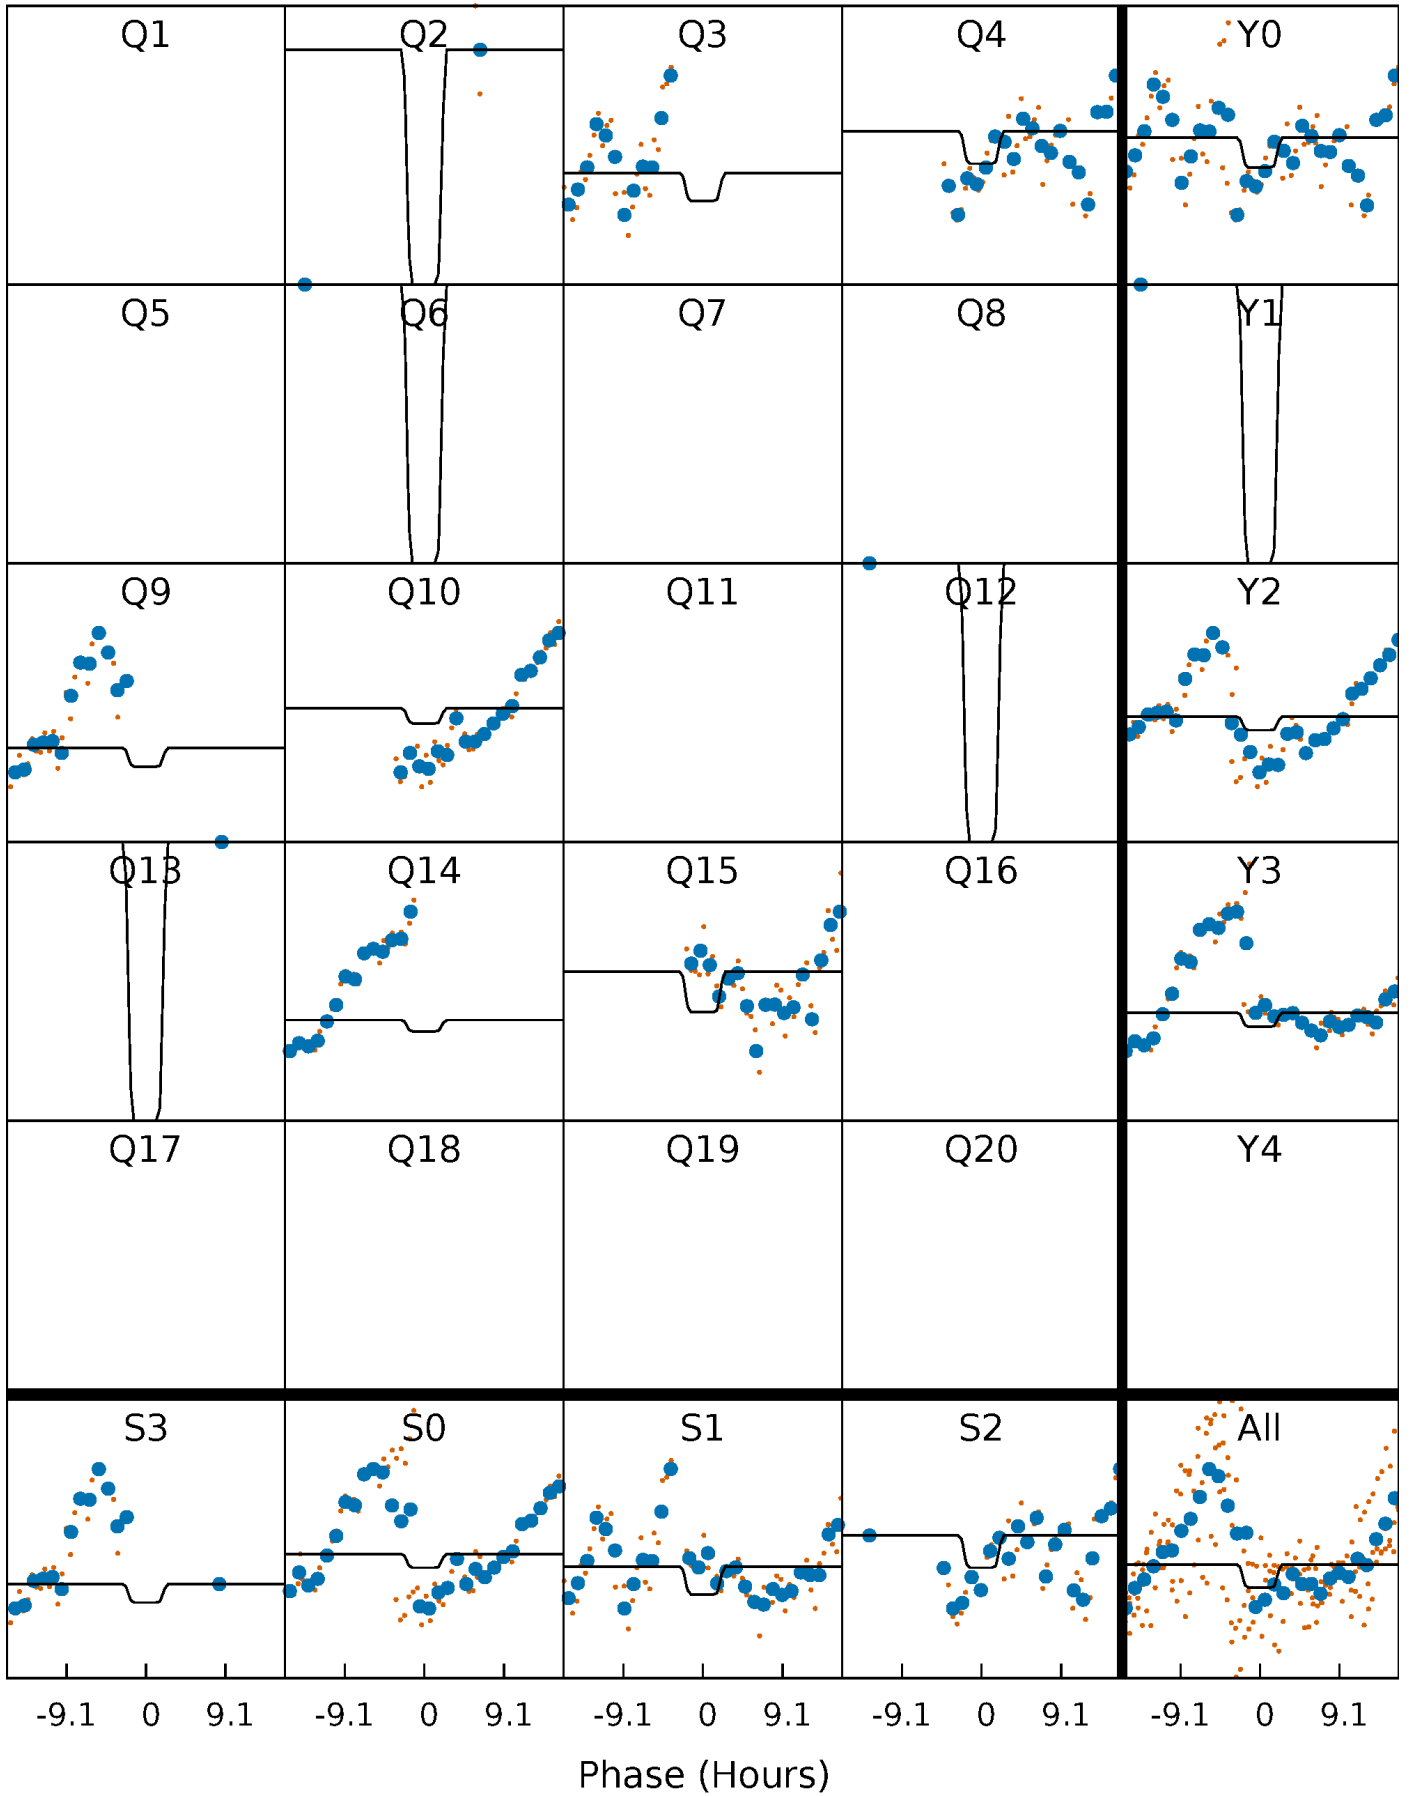 Q1 Q2 Q3 Q4 Y0
Q5 Q6 Q7 Q8 Y1
Q9 Q10 Q11 Q12 Y2
Q13 Q14 Q15 Q16 Y3
Q17 Q18 Q19 Q20 Y4
S3 S0 S1 S2 All
-9.1 0 9.1 -9.1 0 9.1 -9.1 0 9.1 -9.1 0 9.1 -9.1 0 9.1
Phase (Hours)